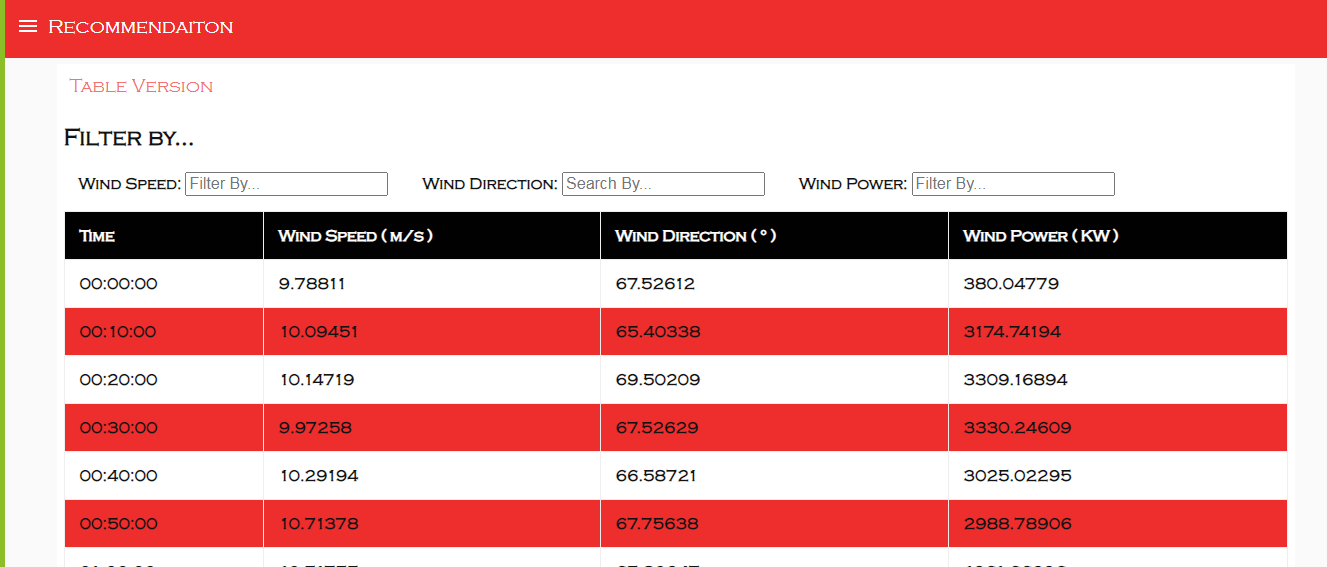 Recommendaiton
Table Version
Filter by...
Wind Speed: Filter By... Wind Direction: Search By... Wind Power: Filter By...
Time Wind Speed ( m/s ) Wind Direction ( ° ) Wind Power ( KW )
00:00:00 9.78811 67.52612 380.04779
00:10:00 10.09451 65.40338 3174.74194
00:20:00 10.14719 69.50209 3309.16894
00:30:00 9.97258 67.52629 3330.24609
00:40:00 10.29194 66.58721 3025.02295
00:50:00 10.71378 67.75638 2988.78906